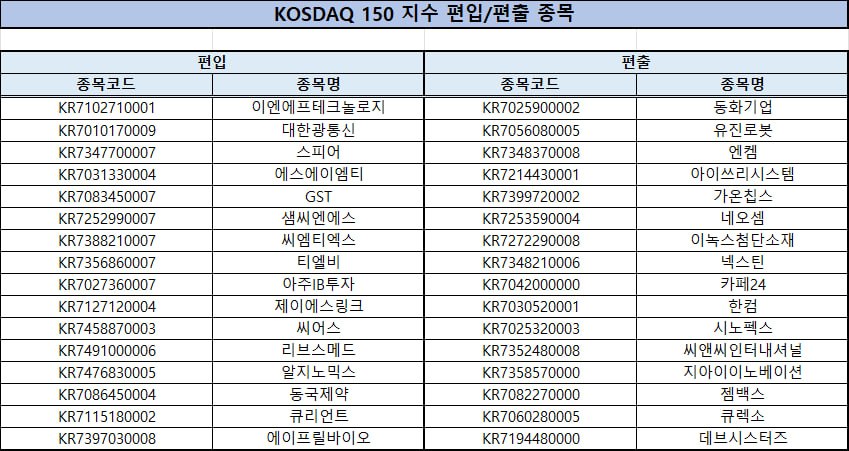 KOSDAQ 150 지수 편입/편출 종목
편입 편출
종목코드 종목명 종목코드 종목명
KR7102710001 이엔에프테크놀로지 KR7025900002 동화기업
KR7010170009 대한광통신 KR7056080005 유진로봇
KR7347700007 스피어 KR7348370008 엔켐
KR7031330004 에스에이엠티 KR7214430001 아이쓰리시스템
KR7083450007 GST KR7399720002 가온칩스
KR7252990007 샘씨엔에스 KR7253590004 네오셈
KR7388210007 씨엠티엑스 KR7272290008 이녹스첨단소재
KR7356860007 티엘비 KR7348210006 넥스틴
KR7027360007 아주IB투자 KR7042000000 카페24
KR7127120004 제이에스링크 KR7030520001 한컴
KR7458870003 씨어스 KR7025320003 시노펙스
KR7491000006 리브스메드 KR7352480008 씨앤씨인터내셔널
KR7476830005 알지노믹스 KR7358570000 지아이이노베이션
KR7086450004 동국제약 KR7082270000 젬백스
KR7115180002 큐리언트 KR7060280005 큐렉소
KR7397030008 에이프릴바이오 KR7194480000 데브시스터즈